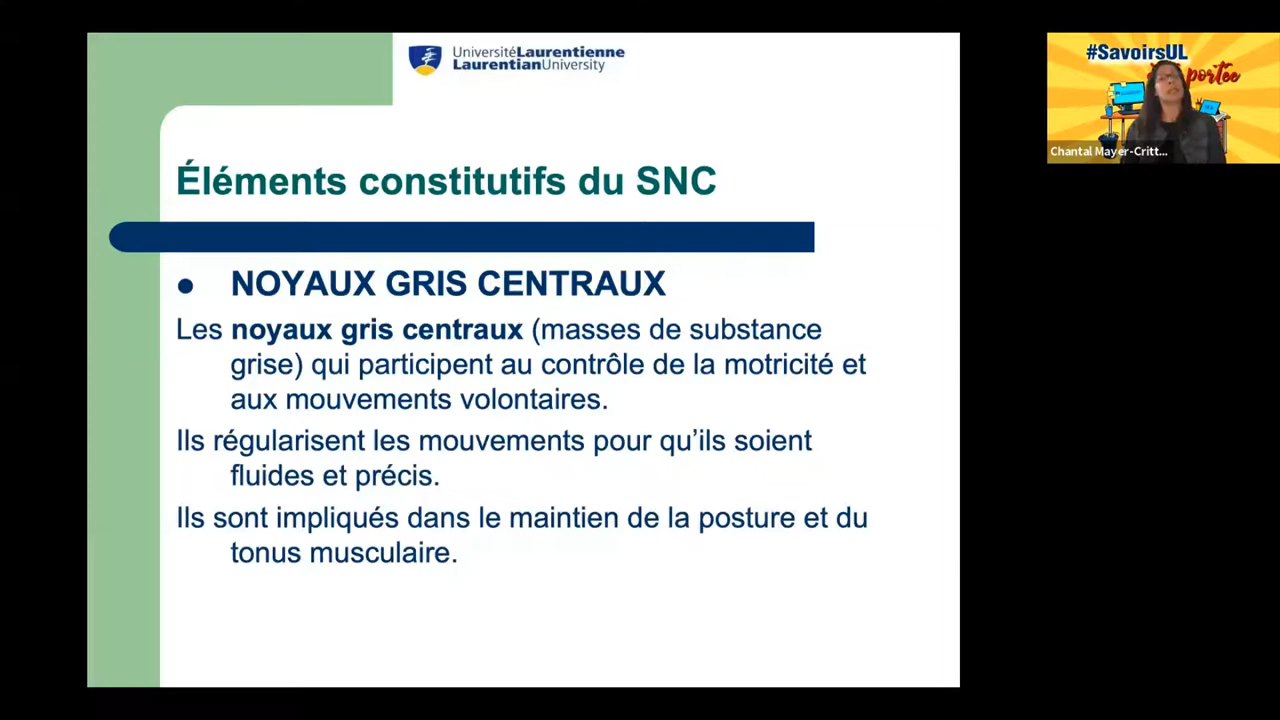 UniversitéLaurentienne
LaurentianUniversity
#SavoirsUL
portée
Chantal Mayer-Critt...
Éléments constitutifs du SNC
NOYAUX GRIS CENTRAUX
Les noyaux gris centraux (masses de substance
grise) qui participent au contrôle de la motricité et
aux mouvements volontaires.
Ils régularisent les mouvements pour qu’ils soient
fluides et précis.
Ils sont impliqués dans le maintien de la posture et du
tonus musculaire.